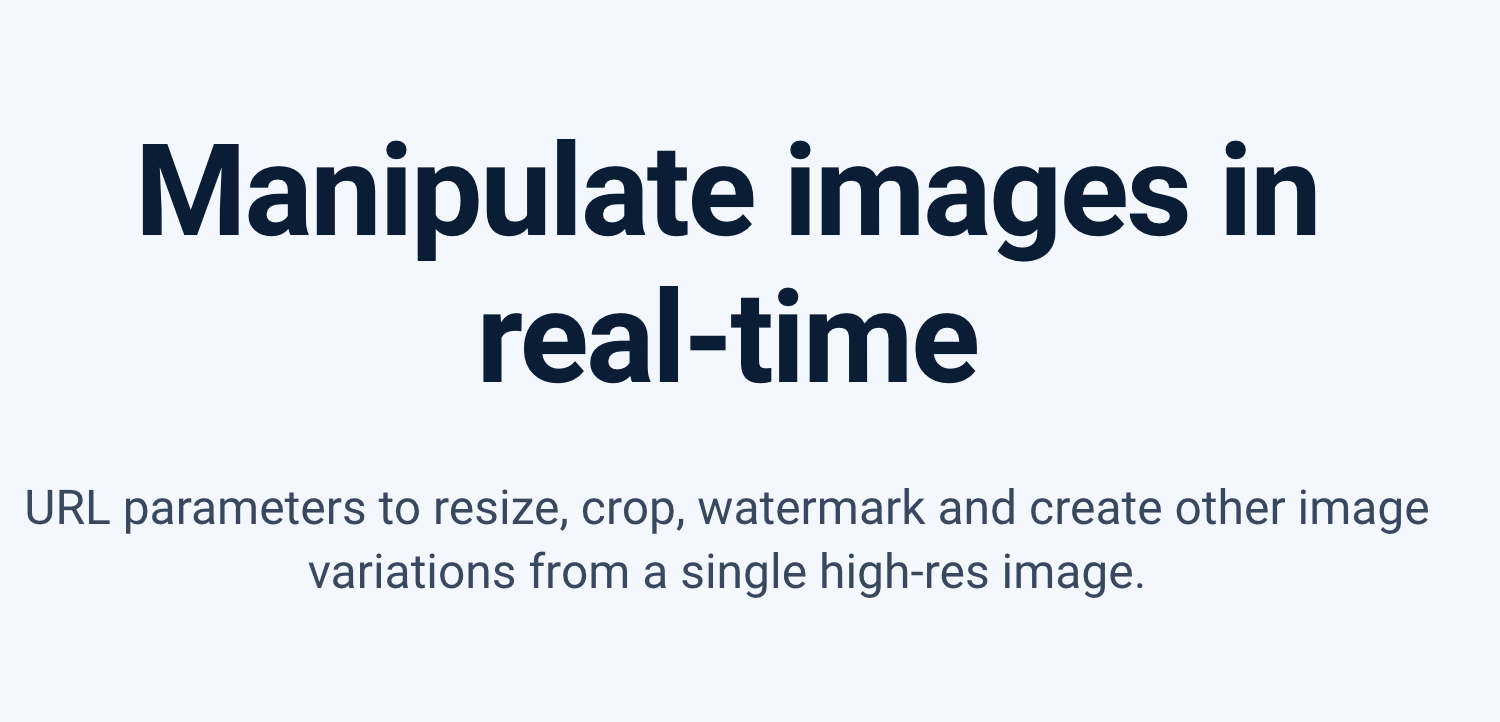 Manipulate images in
real-time
URL parameters to resize, crop, watermark and create other image
variations from a single high-res image.